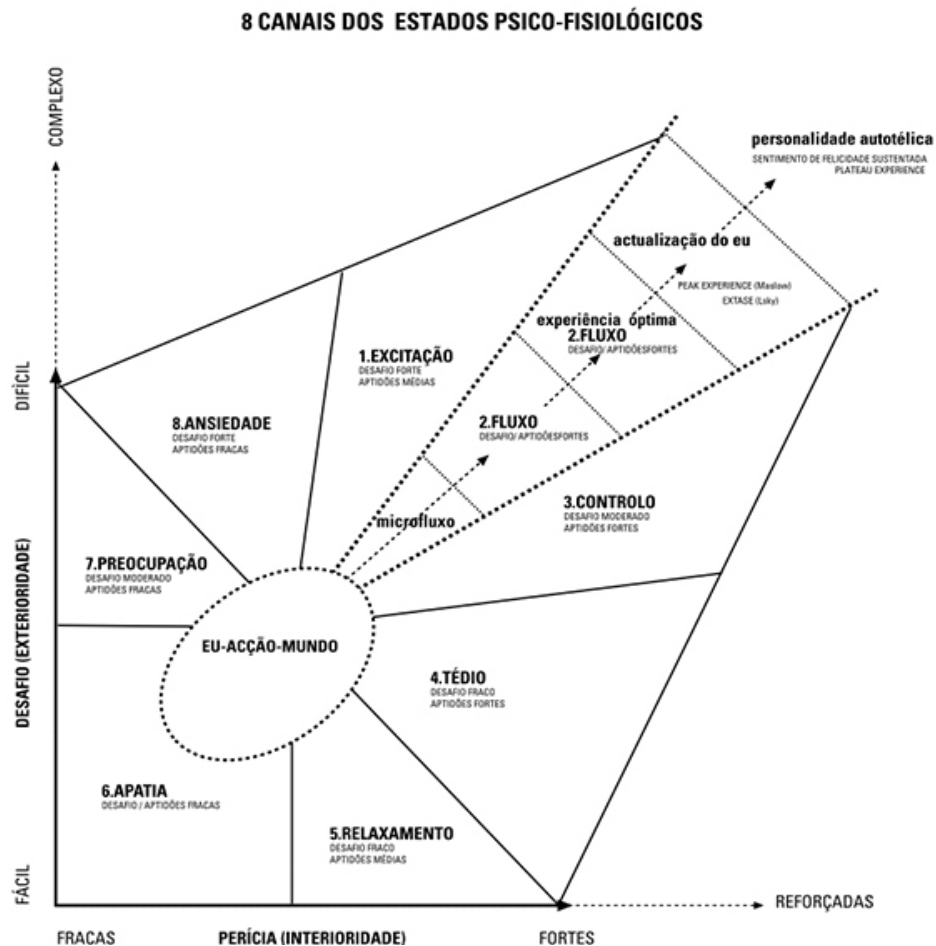 8 CANAIS DOS ESTADOS PSICO-FISIOLÓGICOS
COMPLEXO
personalidade autotélica
SENTIMENTO DE FELICIDADE SUSTENTADA
PLATEAU EXPERIENCE
actualização do eu
PEAK EXPERIENCE (Maslow)
EXTASE (Lsky)
experiência óptima
2.FLUXO
DESAFIO/ APTIDÕESFORTES
1.EXCITAÇÃO
DESAFIO FORTE
APTIDÕES MÉDIAS
DIFÍCIL
8.ANSIEDADE
DESAFIO FORTE
APTIDÕES FRACAS
2.FLUXO
DESAFIO/ APTIDÕESFORTES
3.CONTROLO
DESAFIO MODERADO
APTIDÕES FORTES
microfluxo
7.PREOCUPAÇÃO
DESAFIO MODERADO
APTIDÕES FRACAS
DESAFIO (EXTERIORIDADE)
EU-ACÇÃO-MUNDO
4.TÉDIO
DESAFIO FRACO
APTIDÕES FORTES
6.APATIA
DESAFIO / APTIDÕES FRACAS
5.RELAXAMENTO
DESAFIO FRACO
APTIDÕES MÉDIAS
FÁCIL
REFORÇADAS
FRACAS
PERÍCIA (INTERIORIDADE)
FORTES